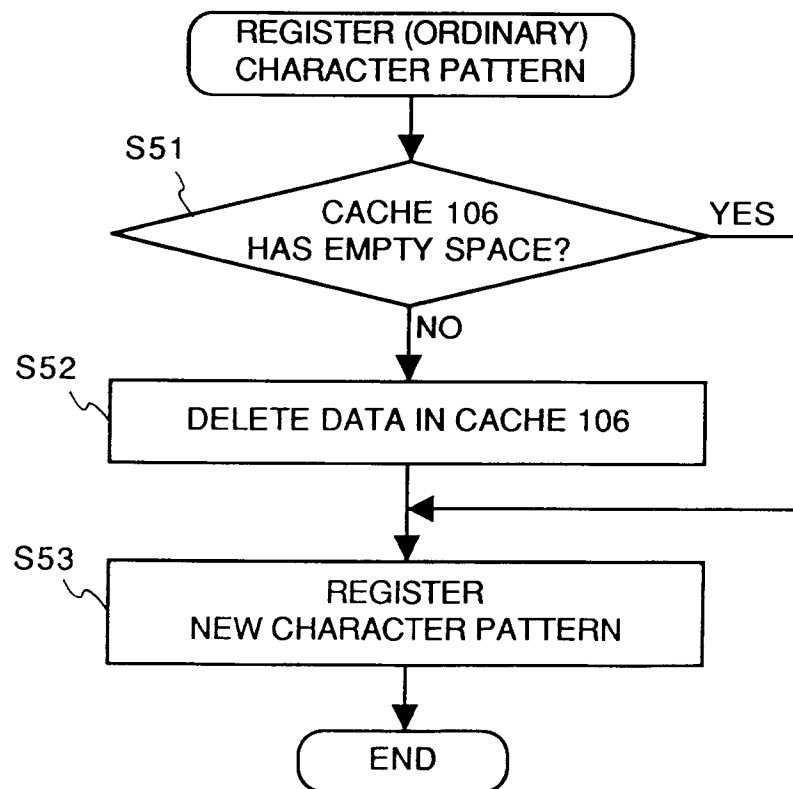 REGISTER (ORDINARY)
CHARACTER PATTERN
S51
CACHE 106
HAS EMPTY SPACE?
YES
NO
S52
DELETE DATA IN CACHE 106
S53
REGISTER
NEW CHARACTER PATTERN
END